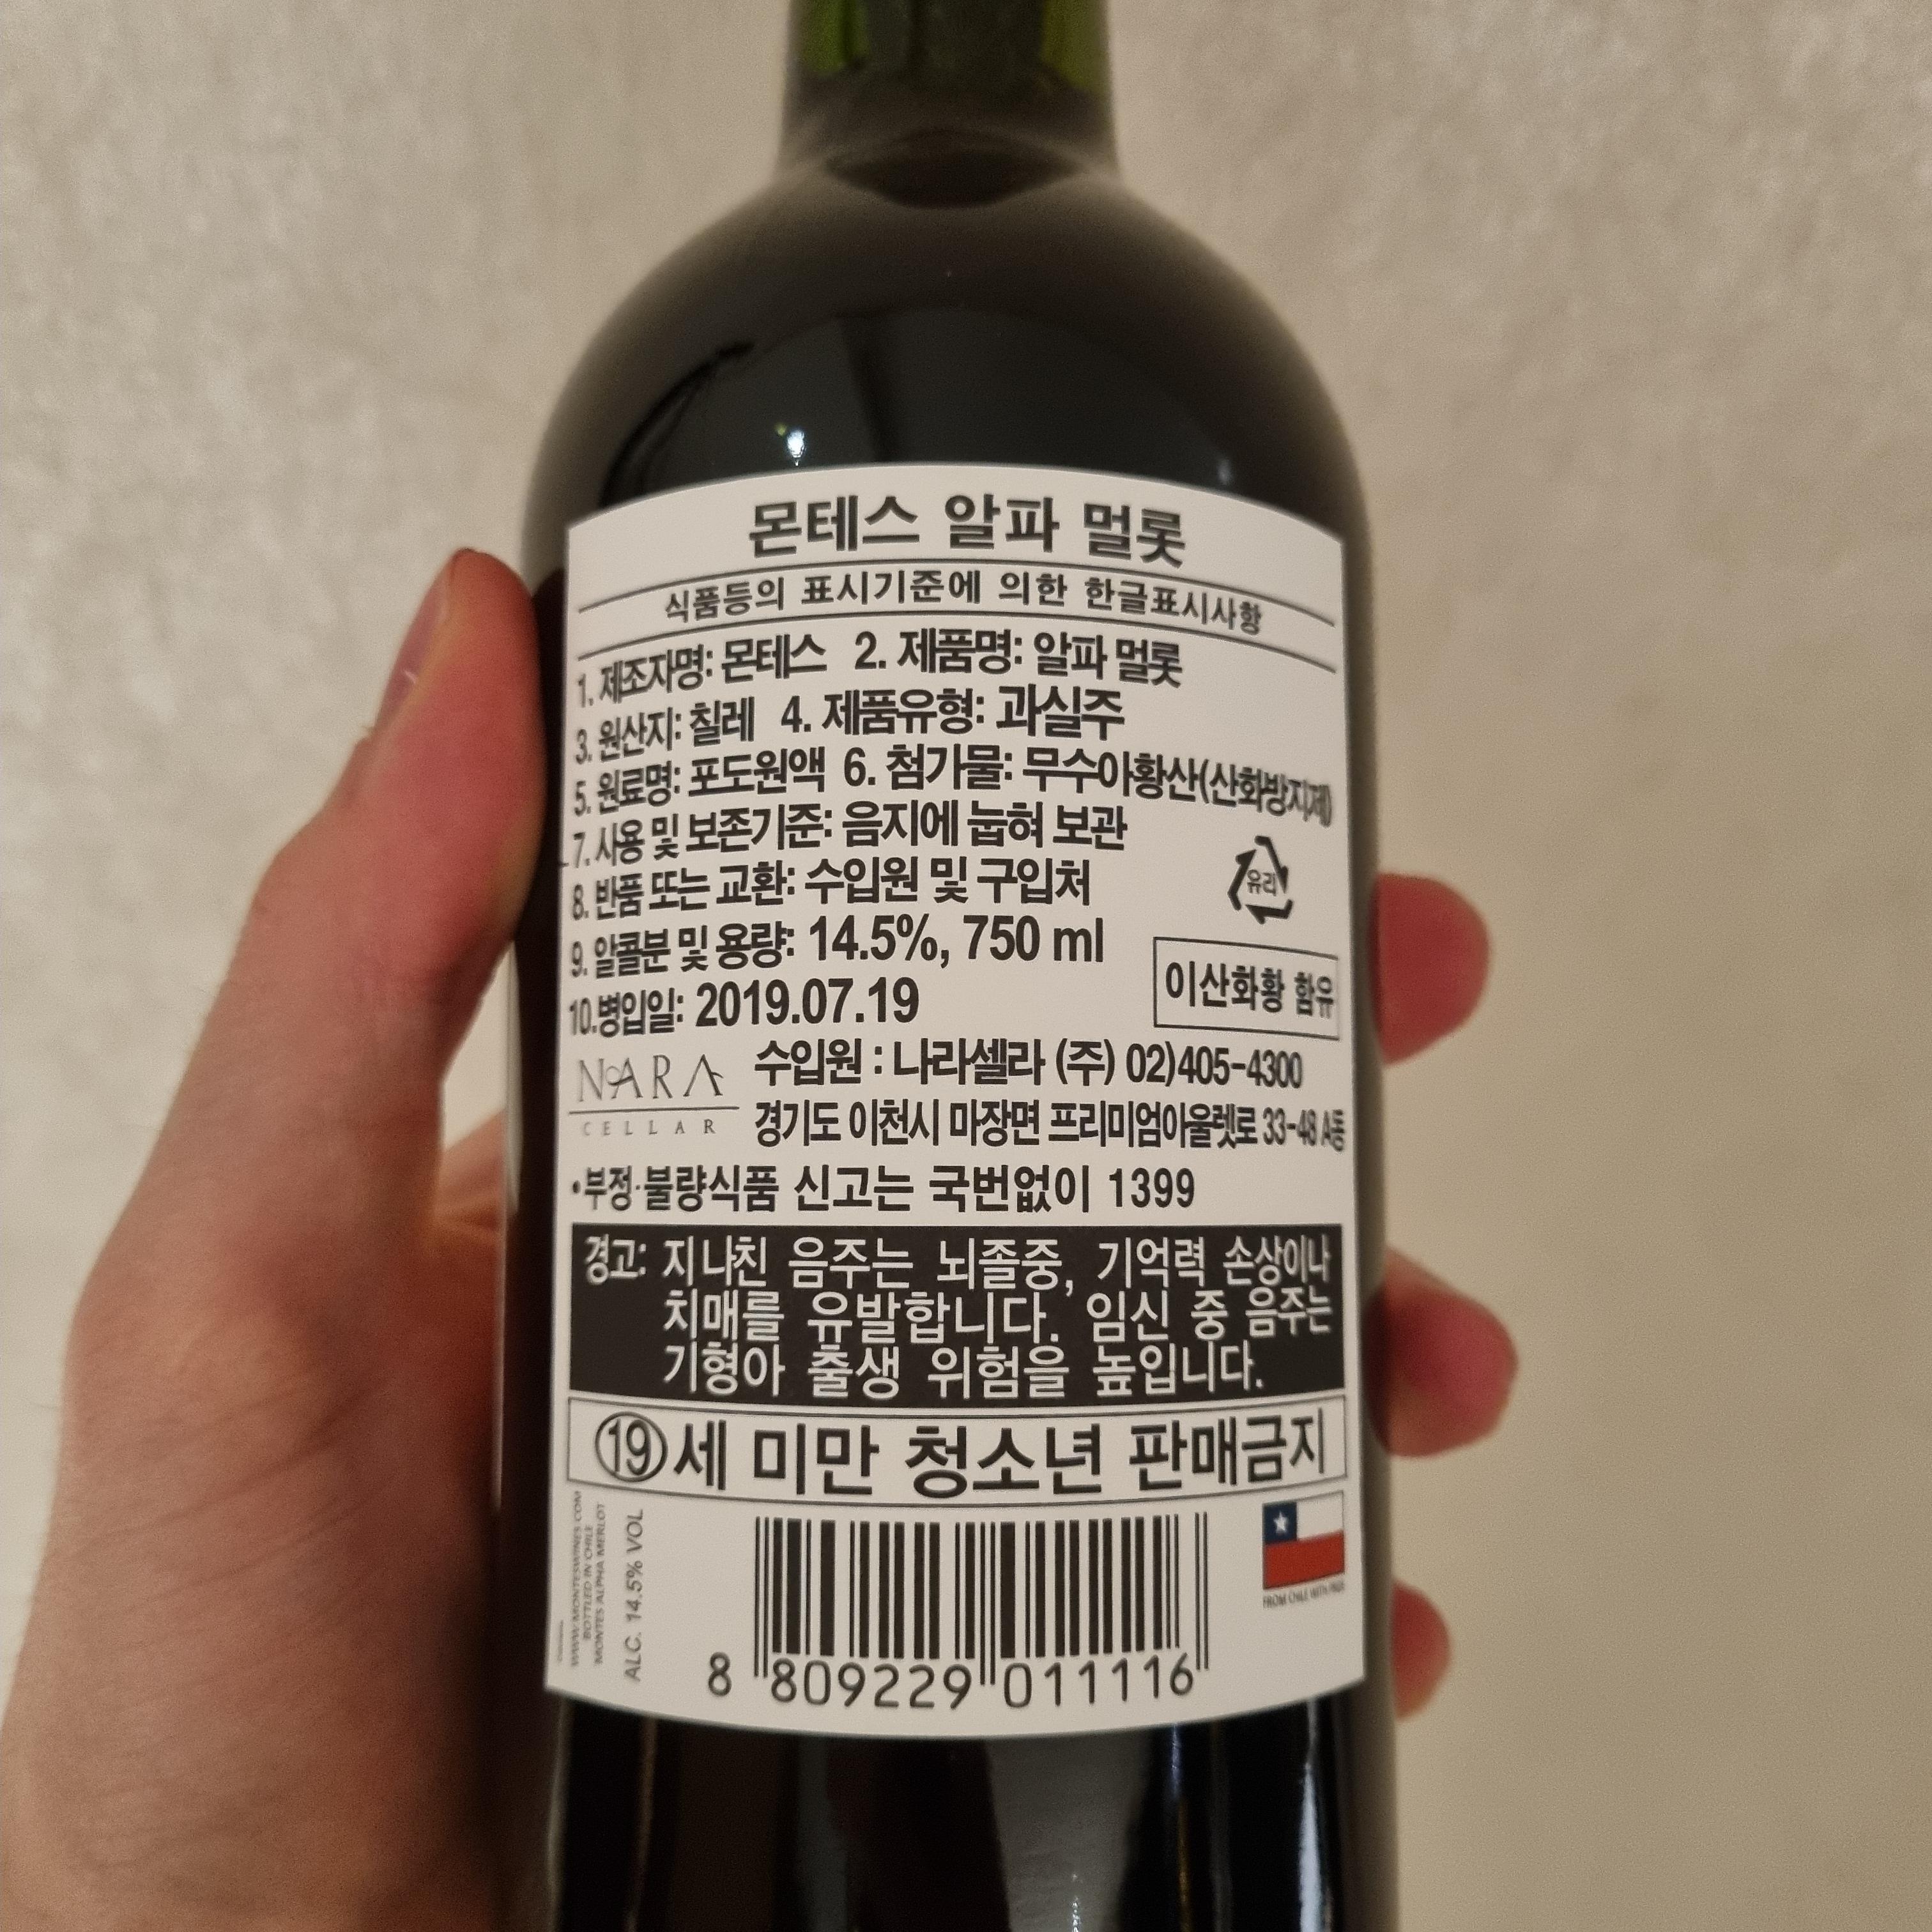 몬테스 알파 멀롯
식품등의 표시기준에 의한 한글표시사항
1. 제조자명: 몬테스 2. 제품명: 알파 멀롯
3. 원산지: 칠레 4. 제품유형: 과실주
5. 원료명: 포도원액 6. 첨가물: 무수아황산(산화방지제)
7. 사용 및 보존기준: 음지에 눕혀 보관
8. 반품 또는 교환: 수입원 및 구입처
유리
9. 알콜분 및 용량: 14.5%, 750 ml
이산화황 함유
10.병입일: 2019.07.19
NARA
CELLAR
수입원 : 나라셀라 (주) 02)405-4300
경기도 이천시 마장면 프리미엄아울렛로 33-48 A동
•부정·불량식품 신고는 국번없이 1399
경고: 지나친 음주는 뇌졸중, 기억력 손상이나
치매를 유발합니다. 임신 중 음주는
기형아 출생 위험을 높입니다.
⑲세 미만 청소년 판매금지
WWW.MONTESWINES.COM
BOTTLED IN CHILE
MONTES ALPHA MERLOT
ALC. 14.5% VOL
8 809229 011116
FROM CHILE WITH PRIDE